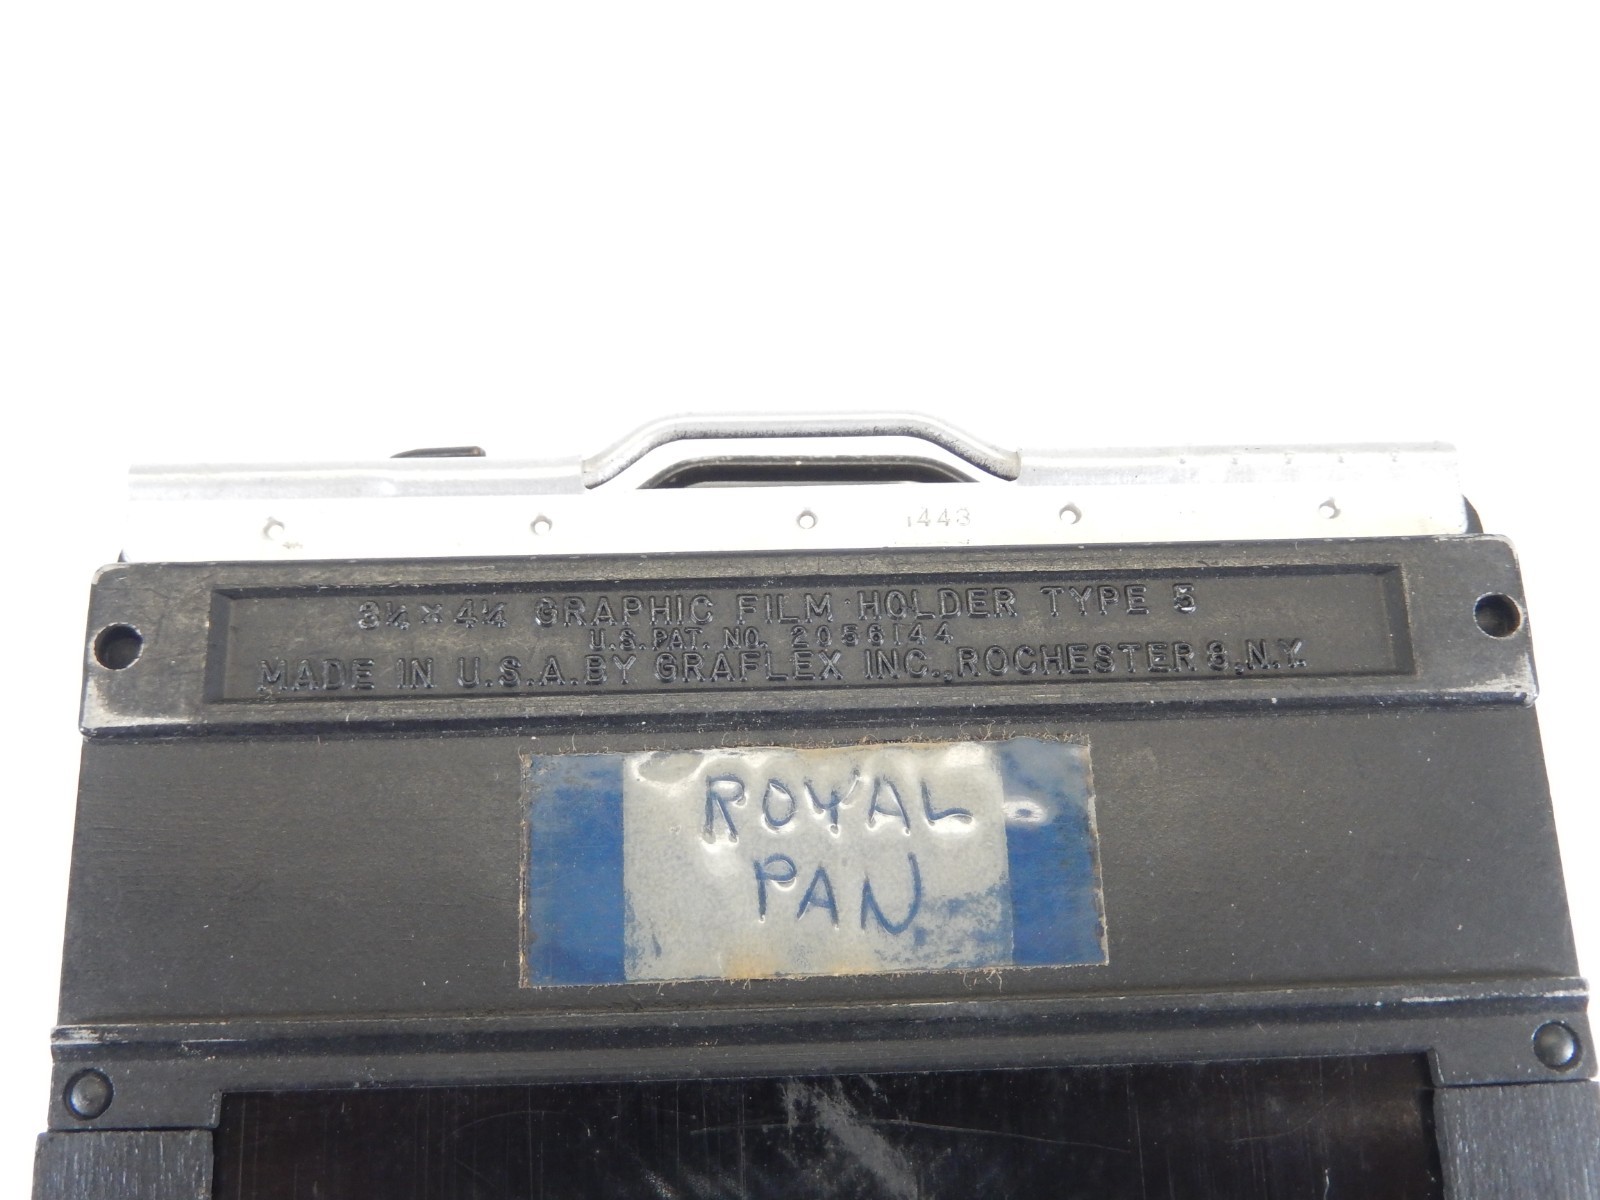 1443
3¼ × 4¼ GRAPHIC FILM HOLDER TYPE 5
U.S. PAT. NO. 2056144
MADE IN U.S.A. BY GRAFLEX INC., ROCHESTER 8, N.Y.
ROYAL
PAN